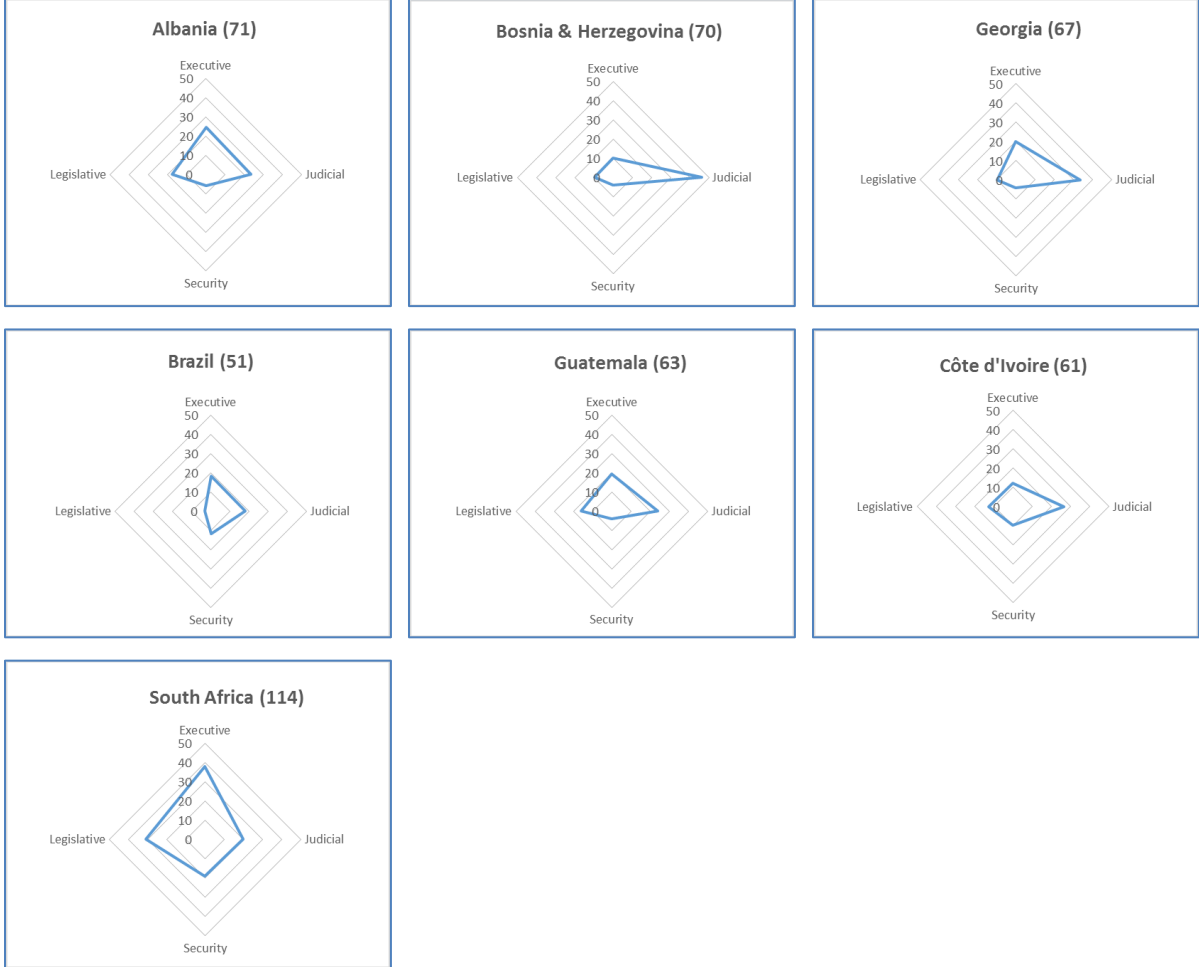 Albania (71)
Executive
50
40
30
20
10
0
Legislative
Judicial
Security
Bosnia & Herzegovina (70)
Executive
50
40
30
20
10
0
Legislative
Judicial
Security
Georgia (67)
Executive
50
40
30
20
10
0
Legislative
Judicial
Security
Brazil (51)
Executive
50
40
30
20
10
0
Legislative
Judicial
Security
Guatemala (63)
Executive
50
40
30
20
10
0
Legislative
Judicial
Security
Côte d'Ivoire (61)
Executive
50
40
30
20
10
0
Legislative
Judicial
Security
South Africa (114)
Executive
50
40
30
20
10
0
Legislative
Judicial
Security